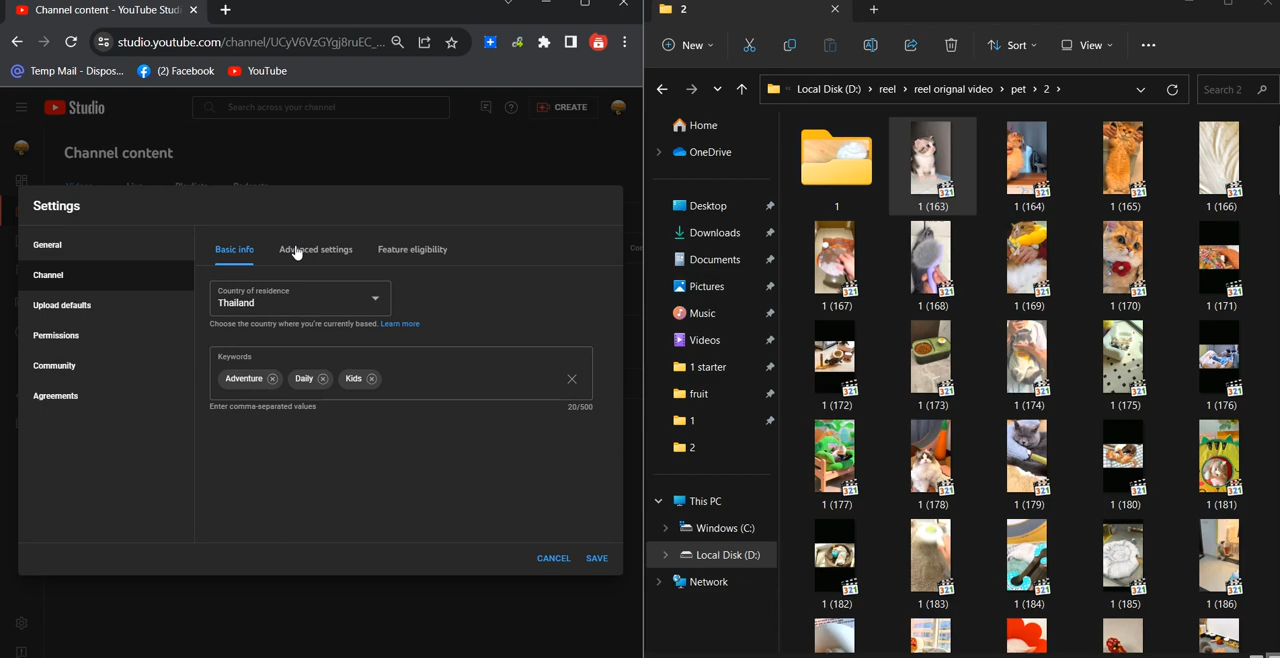 Channel content - YouTube Studi
studio.youtube.com/channel/UCyV6VzGYgj8ruEC_...
Temp Mail - Dispos...
(2) Facebook
YouTube
Studio
Search across your channel
CREATE
Channel content
Settings
General
Channel
Upload defaults
Permissions
Community
Agreements
Basic info
Advanced settings
Feature eligibility
Country of residence
Thailand
Choose the country where you're currently based. Learn more
Keywords
Adventure
Daily
Kids
Enter comma-separated values
20/500
CANCEL
SAVE
2
New
Sort
View
Local Disk (D:) > reel > reel orignal video > pet > 2 >
Search 2
Home
OneDrive
Desktop
Downloads
Documents
Pictures
Music
Videos
1 starter
fruit
1
2
This PC
Windows (C:)
Local Disk (D:)
Network
1
1 (163)
1 (164)
1 (165)
1 (166)
1 (167)
1 (168)
1 (169)
1 (170)
1 (171)
1 (172)
1 (173)
1 (174)
1 (175)
1 (176)
1 (177)
1 (178)
1 (179)
1 (180)
1 (181)
1 (182)
1 (183)
1 (184)
1 (185)
1 (186)